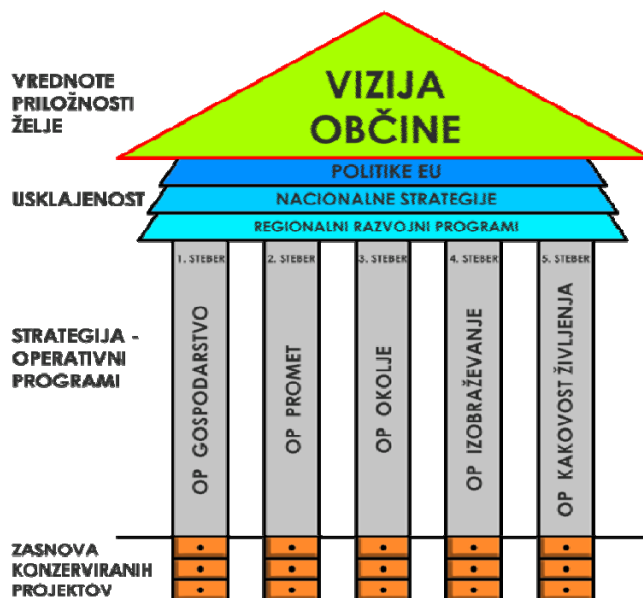 VREDNOTE
PRILOŽNOSTI
ŽELJE
VIZIJA
OBČINE
USKLAJENOST
POLITIKE EU
NACIONALNE STRATEGIJE
REGIONALNI RAZVOJNI PROGRAMI
STRATEGIJA -
OPERATIVNI
PROGRAMI
1. STEBER
OP GOSPODARSTVO
2. STEBER
OP PROMET
3. STEBER
OP OKOLJE
4. STEBER
OP IZOBRAŽEVANJE
5. STEBER
OP KAKOVOST ŽIVLJENJA
ZASNOVA
KONZERVIRANIH
PROJEKTOV